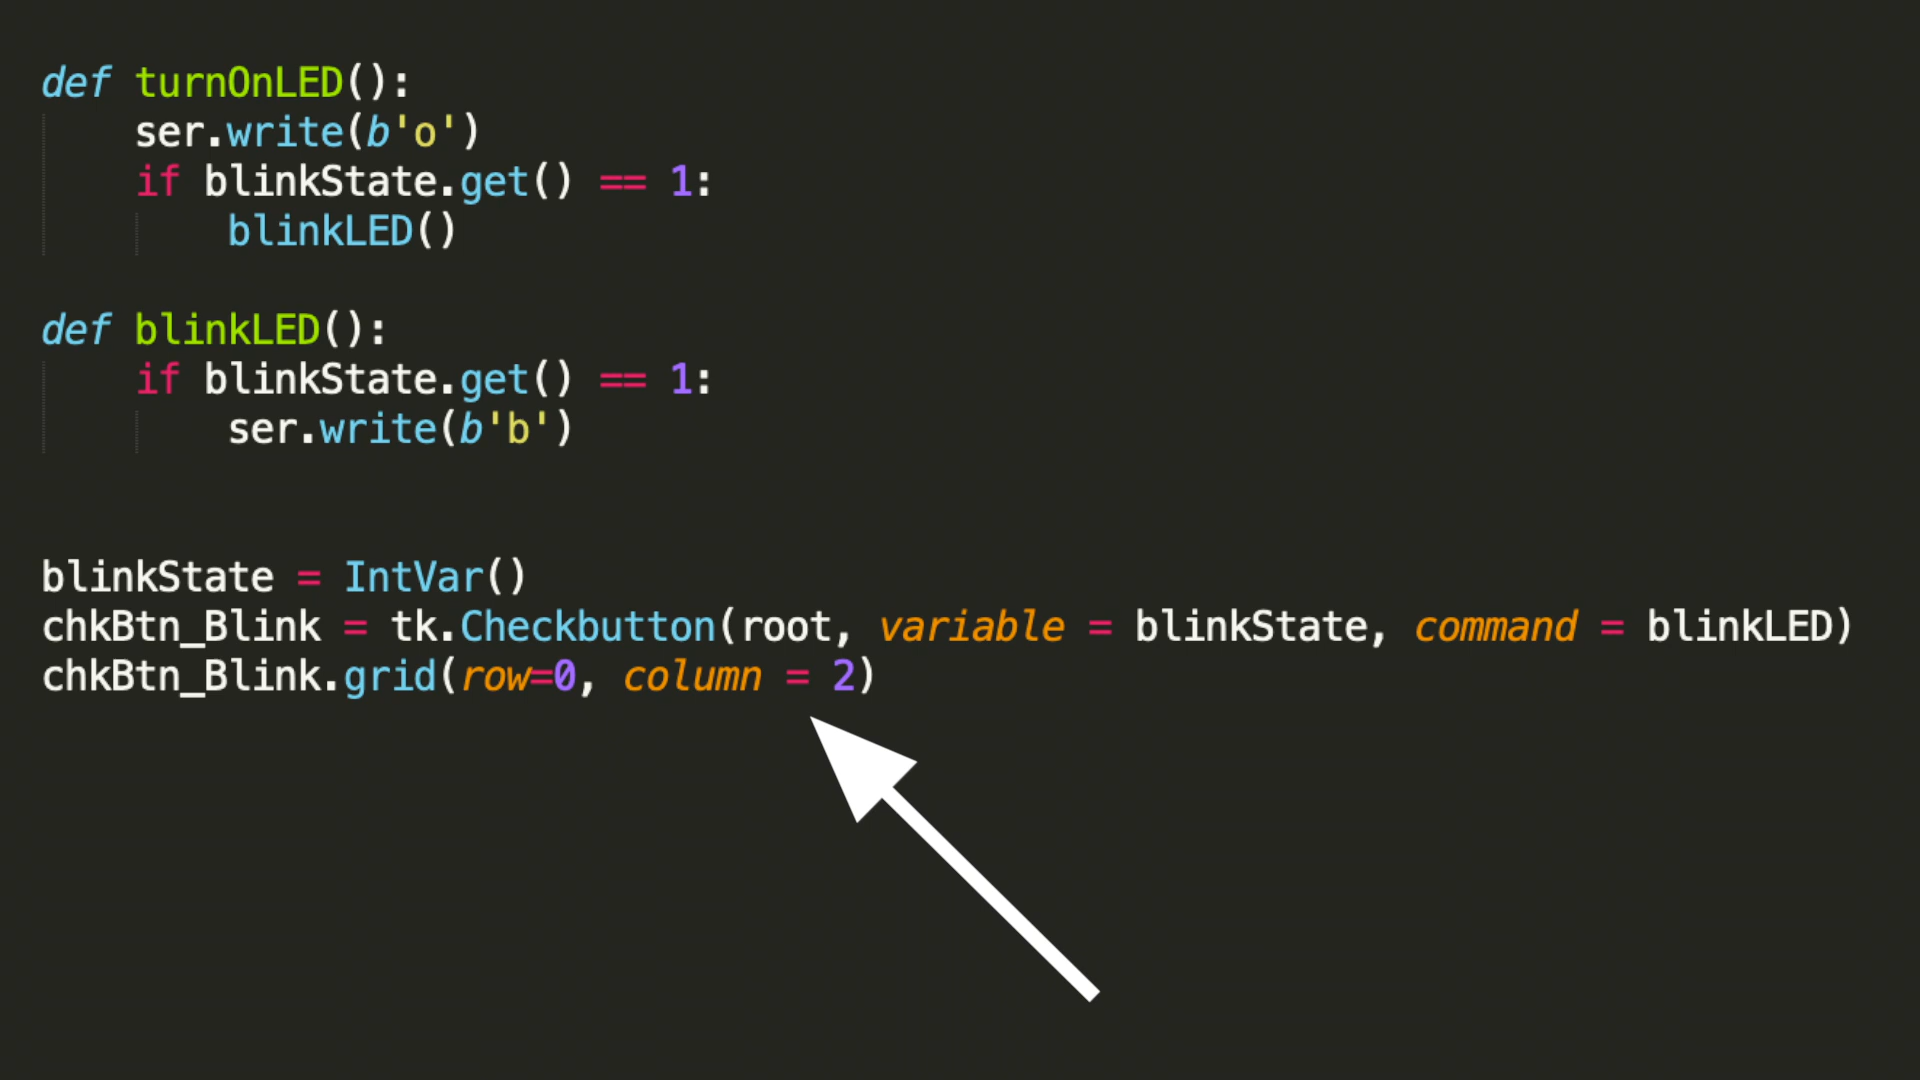 def turnOnLED():
    ser.write(b'o')
    if blinkState.get() == 1:
        blinkLED()
def blinkLED():
    if blinkState.get() == 1:
        ser.write(b'b')
blinkState = IntVar()
chkBtn_Blink = tk.Checkbutton(root, variable = blinkState, command = blinkLED)
chkBtn_Blink.grid(row=0, column = 2)